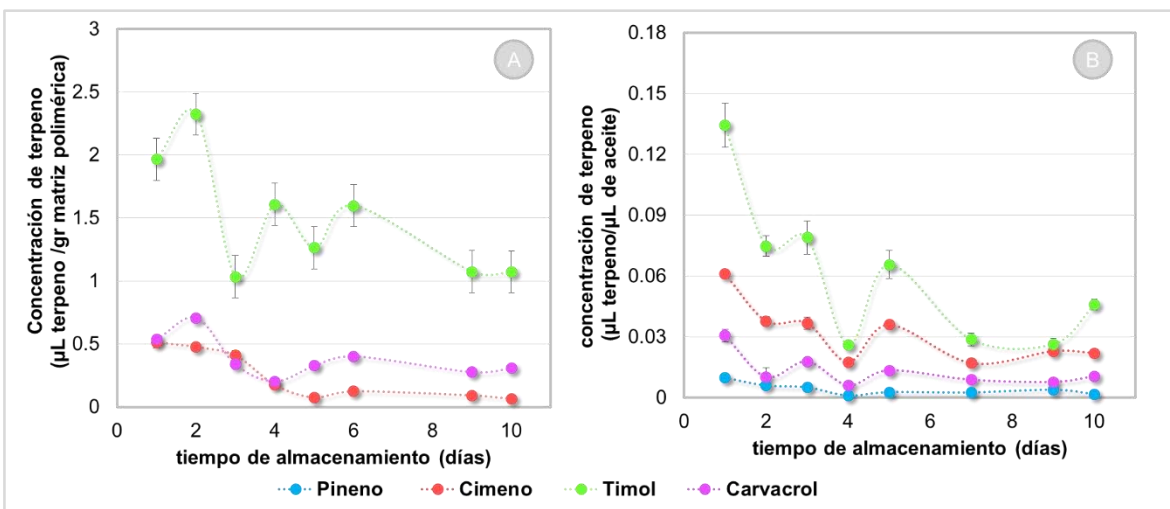 Concentración de terpeno
(µL terpeno /gr matriz polimérica)
3
2.5
2
1.5
1
0.5
0
0 2 4 6 8 10
tiempo de almacenamiento (días)
A
concentración de terpeno
(µL terpeno/µL de aceite)
0.18
0.15
0.12
0.09
0.06
0.03
0
0 2 4 6 8 10
tiempo de almacenamiento (días)
B
Pineno Cimeno Timol Carvacrol